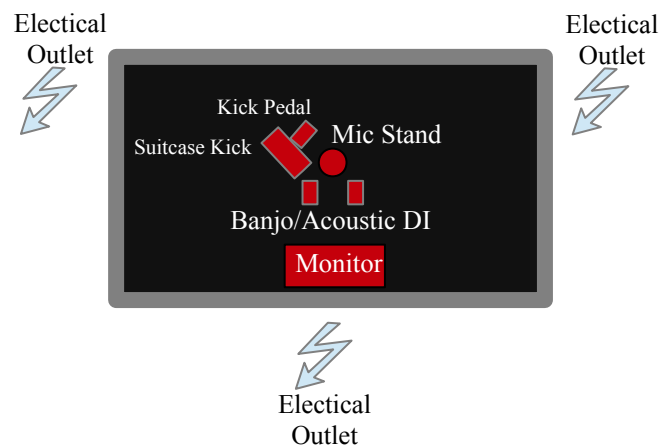 Electical
Outlet
Electical
Outlet
Kick Pedal
Mic Stand
Suitcase Kick
Banjo/Acoustic DI
Monitor
Electical
Outlet